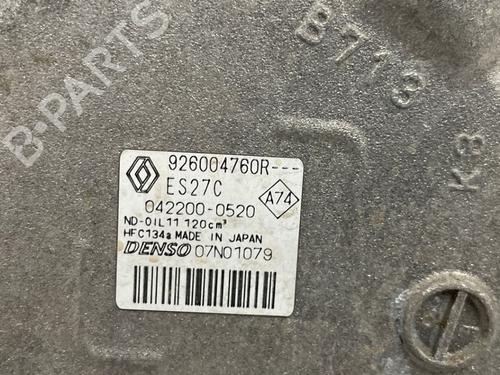 B713
K3
926004760R---
ES27C
A74
042200-0520
ND-OIL11 120cm³
HFC134a MADE IN JAPAN
DENSO 07N01079
B-PARTS